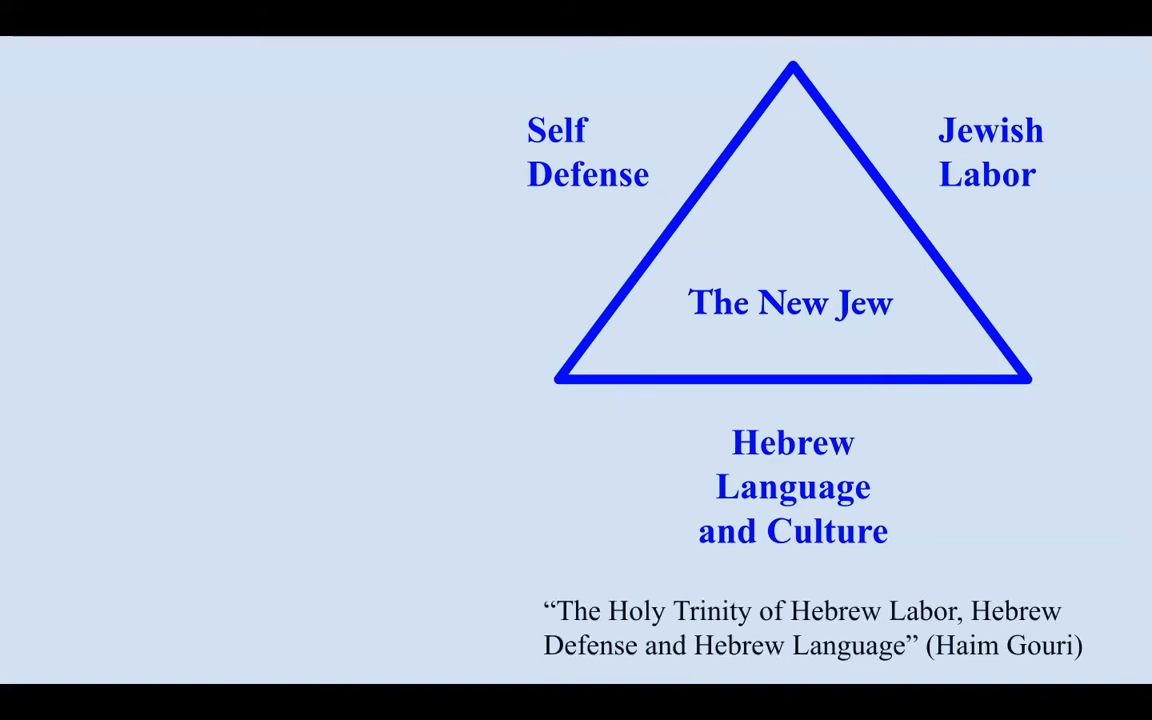 Self
Defense
Jewish
Labor
The New Jew
Hebrew
Language
and Culture
“The Holy Trinity of Hebrew Labor, Hebrew
Defense and Hebrew Language” (Haim Gouri)